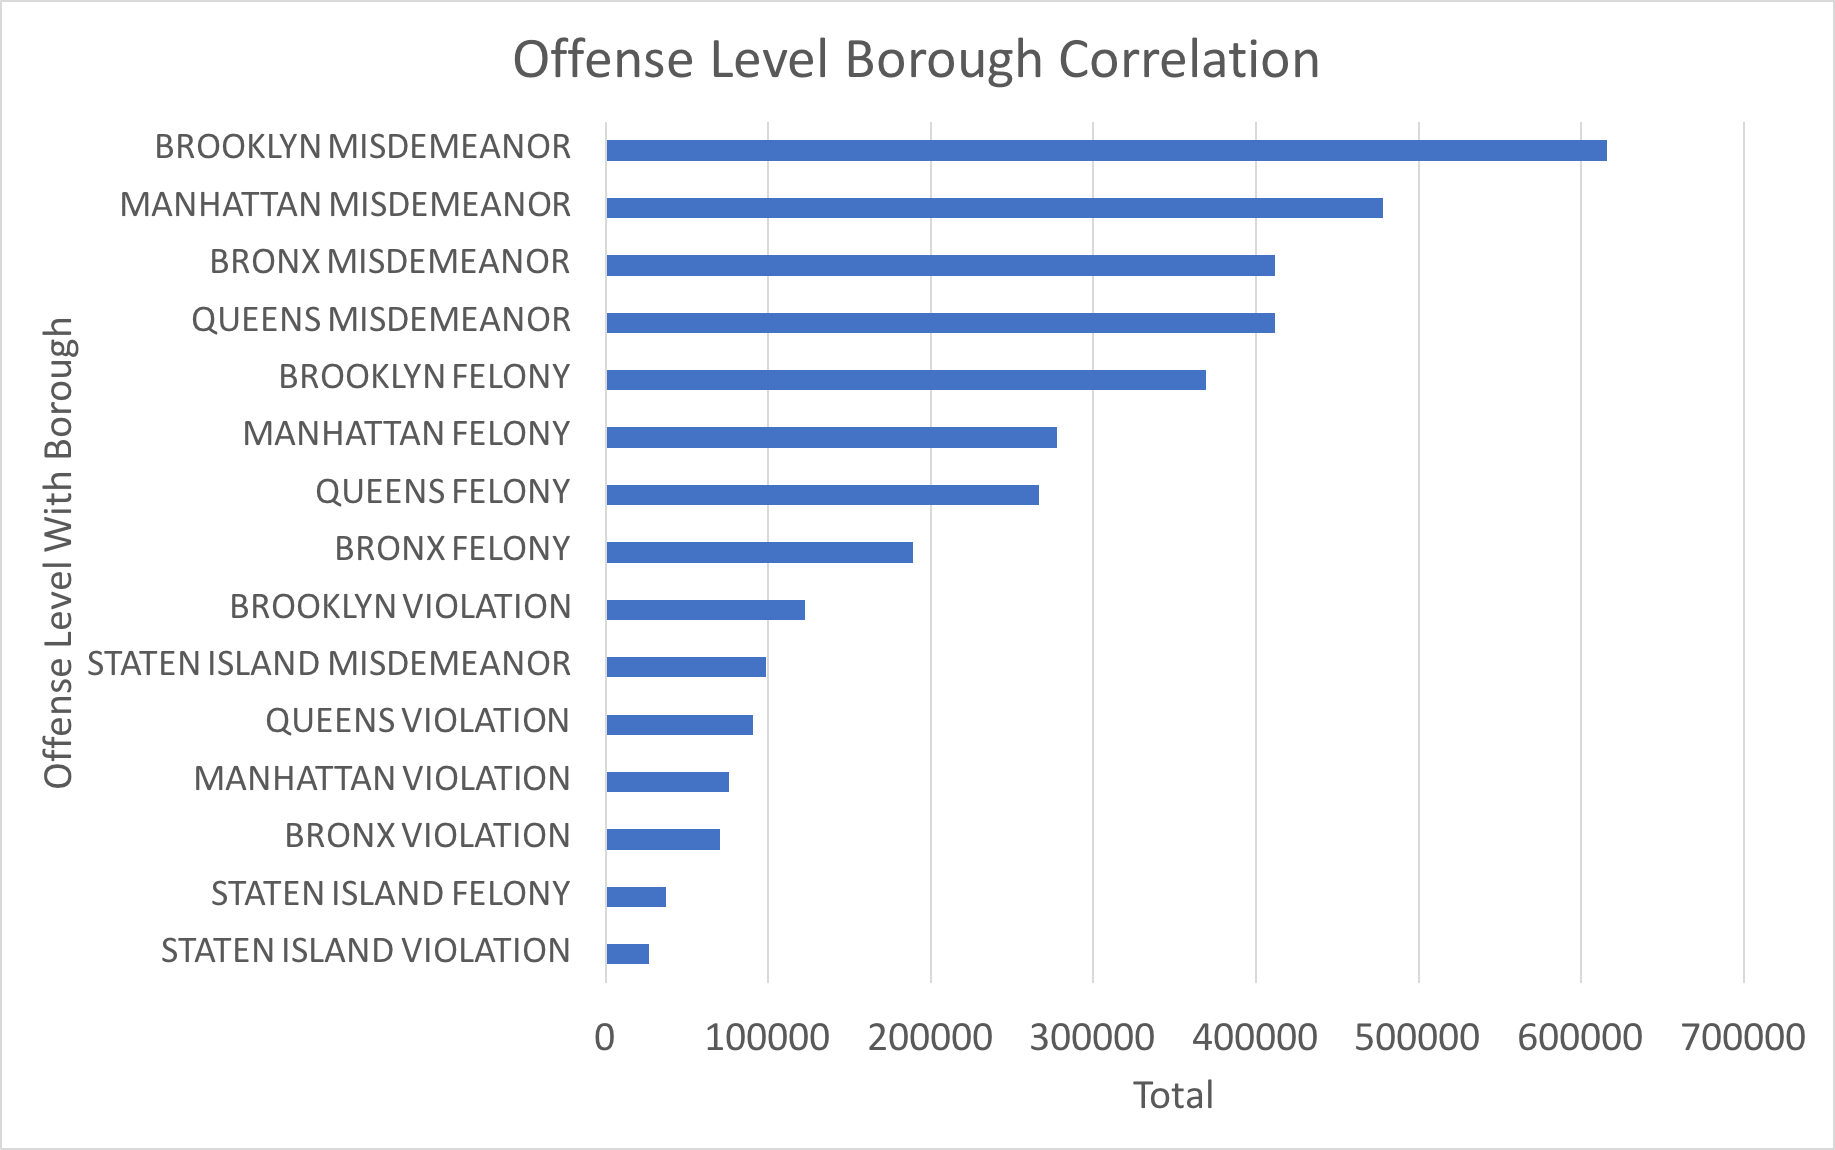 Offense Level Borough Correlation
Offense Level With Borough
BROOKLYN MISDEMEANOR
MANHATTAN MISDEMEANOR
BRONX MISDEMEANOR
QUEENS MISDEMEANOR
BROOKLYN FELONY
MANHATTAN FELONY
QUEENS FELONY
BRONX FELONY
BROOKLYN VIOLATION
STATEN ISLAND MISDEMEANOR
QUEENS VIOLATION
MANHATTAN VIOLATION
BRONX VIOLATION
STATEN ISLAND FELONY
STATEN ISLAND VIOLATION
0 100000 200000 300000 400000 500000 600000 700000
Total